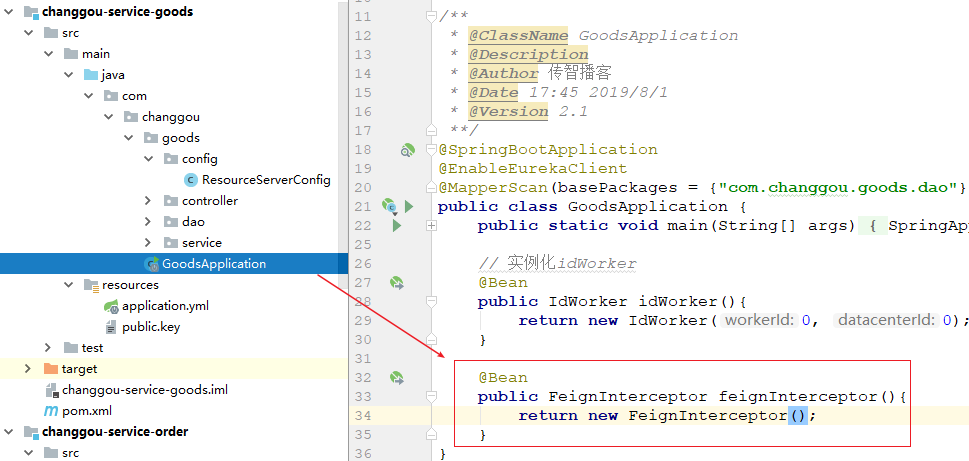 changgou-service-goods
src
main
java
com
changgou
goods
config
ResourceServerConfig
controller
dao
service
GoodsApplication
resources
application.yml
public.key
test
target
changgou-service-goods.iml
pom.xml
changgou-service-order
src
11 /**
12 * @ClassName GoodsApplication
13 * @Description
14 * @Author 传智播客
15 * @Date 17:45 2019/8/1
16 * @Version 2.1
17 **/
18 @SpringBootApplication
19 @EnableEurekaClient
20 @MapperScan(basePackages = {"com.changgou.goods.dao"}
21 public class GoodsApplication {
22 public static void main(String[] args) { SpringAp
25
26 // 实例化idWorker
27 @Bean
28 public IdWorker idWorker(){
29 return new IdWorker( workerId: 0, datacenterId: 0);
30 }
31
32 @Bean
33 public FeignInterceptor feignInterceptor(){
34 return new FeignInterceptor();
35 }
36 }